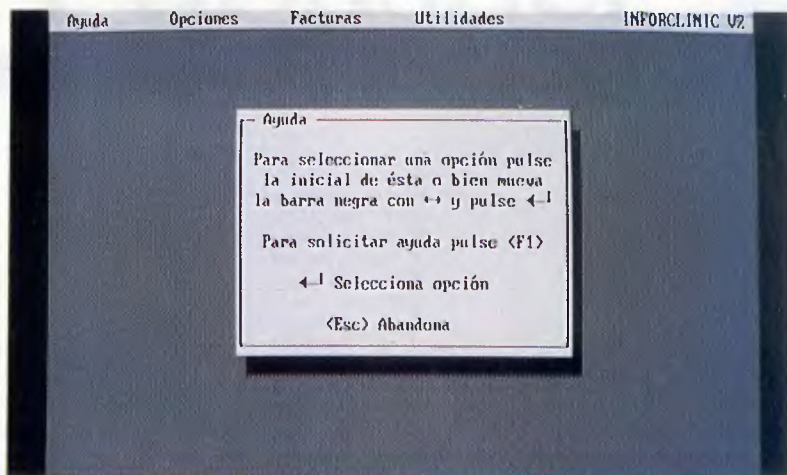 Ayuda Opciones Facturas Utilidades INFORCLINIC V2
Ayuda
Para seleccionar una opción pulse
la inicial de ésta o bien mueva
la barra negra con ↔ y pulse ◄─┘
Para solicitar ayuda pulse <F1>
◄─┘ Selecciona opción
<Esc> Abandona